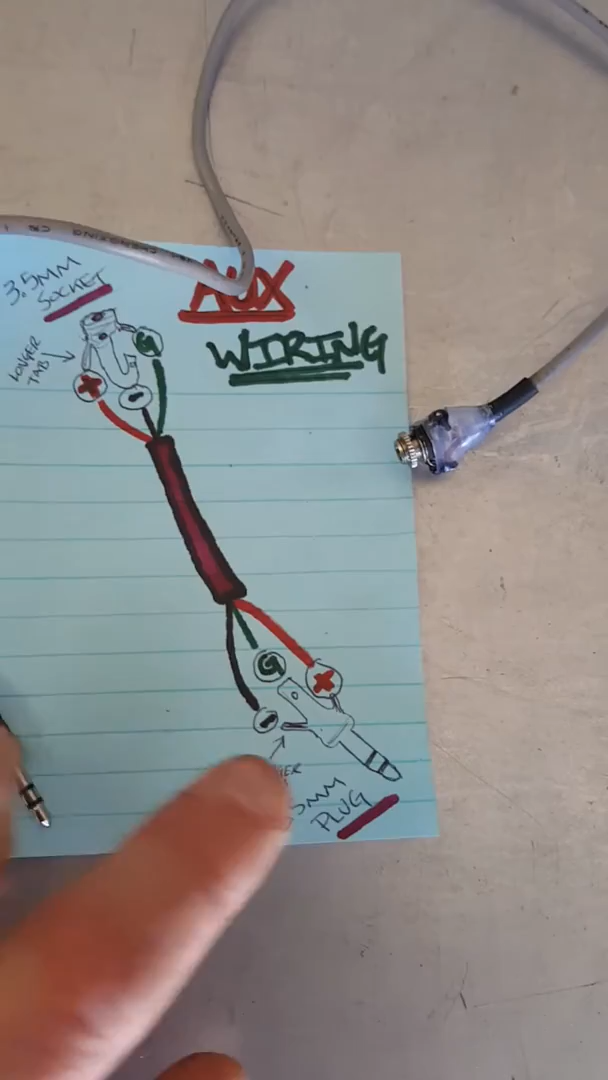 AUX
WIRING
3.5MM
SOCKET
LONGER
TAB
+
-
G
G
+
-
PLUG